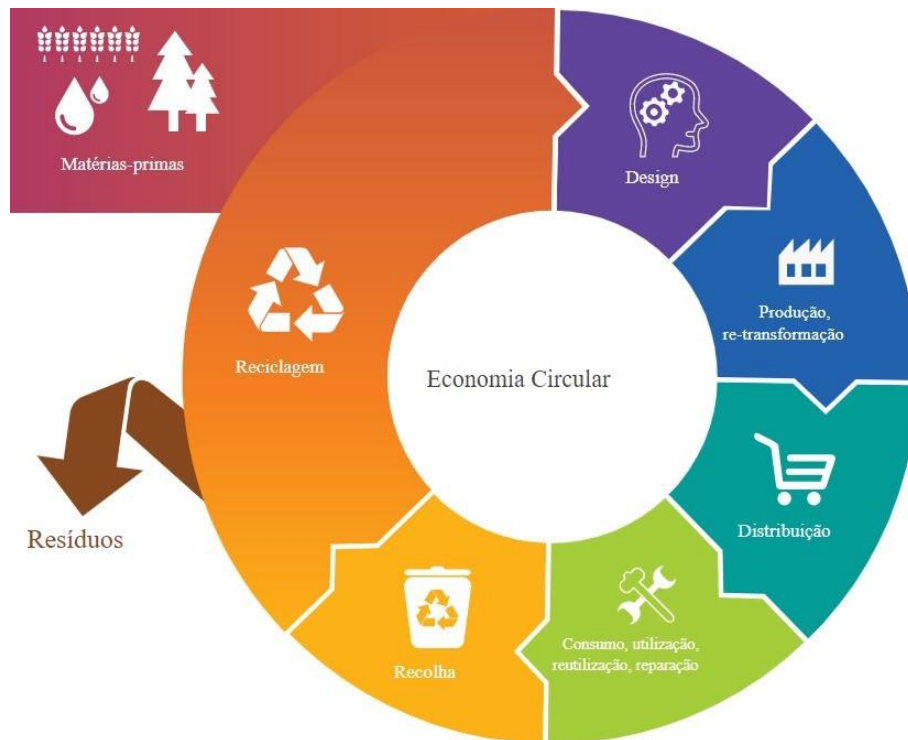 Matérias-primas
Design
Produção,
re-transformação
Reciclagem
Economia Circular
Distribuição
Resíduos
Consumo, utilização,
reutilização, reparação
Recolha